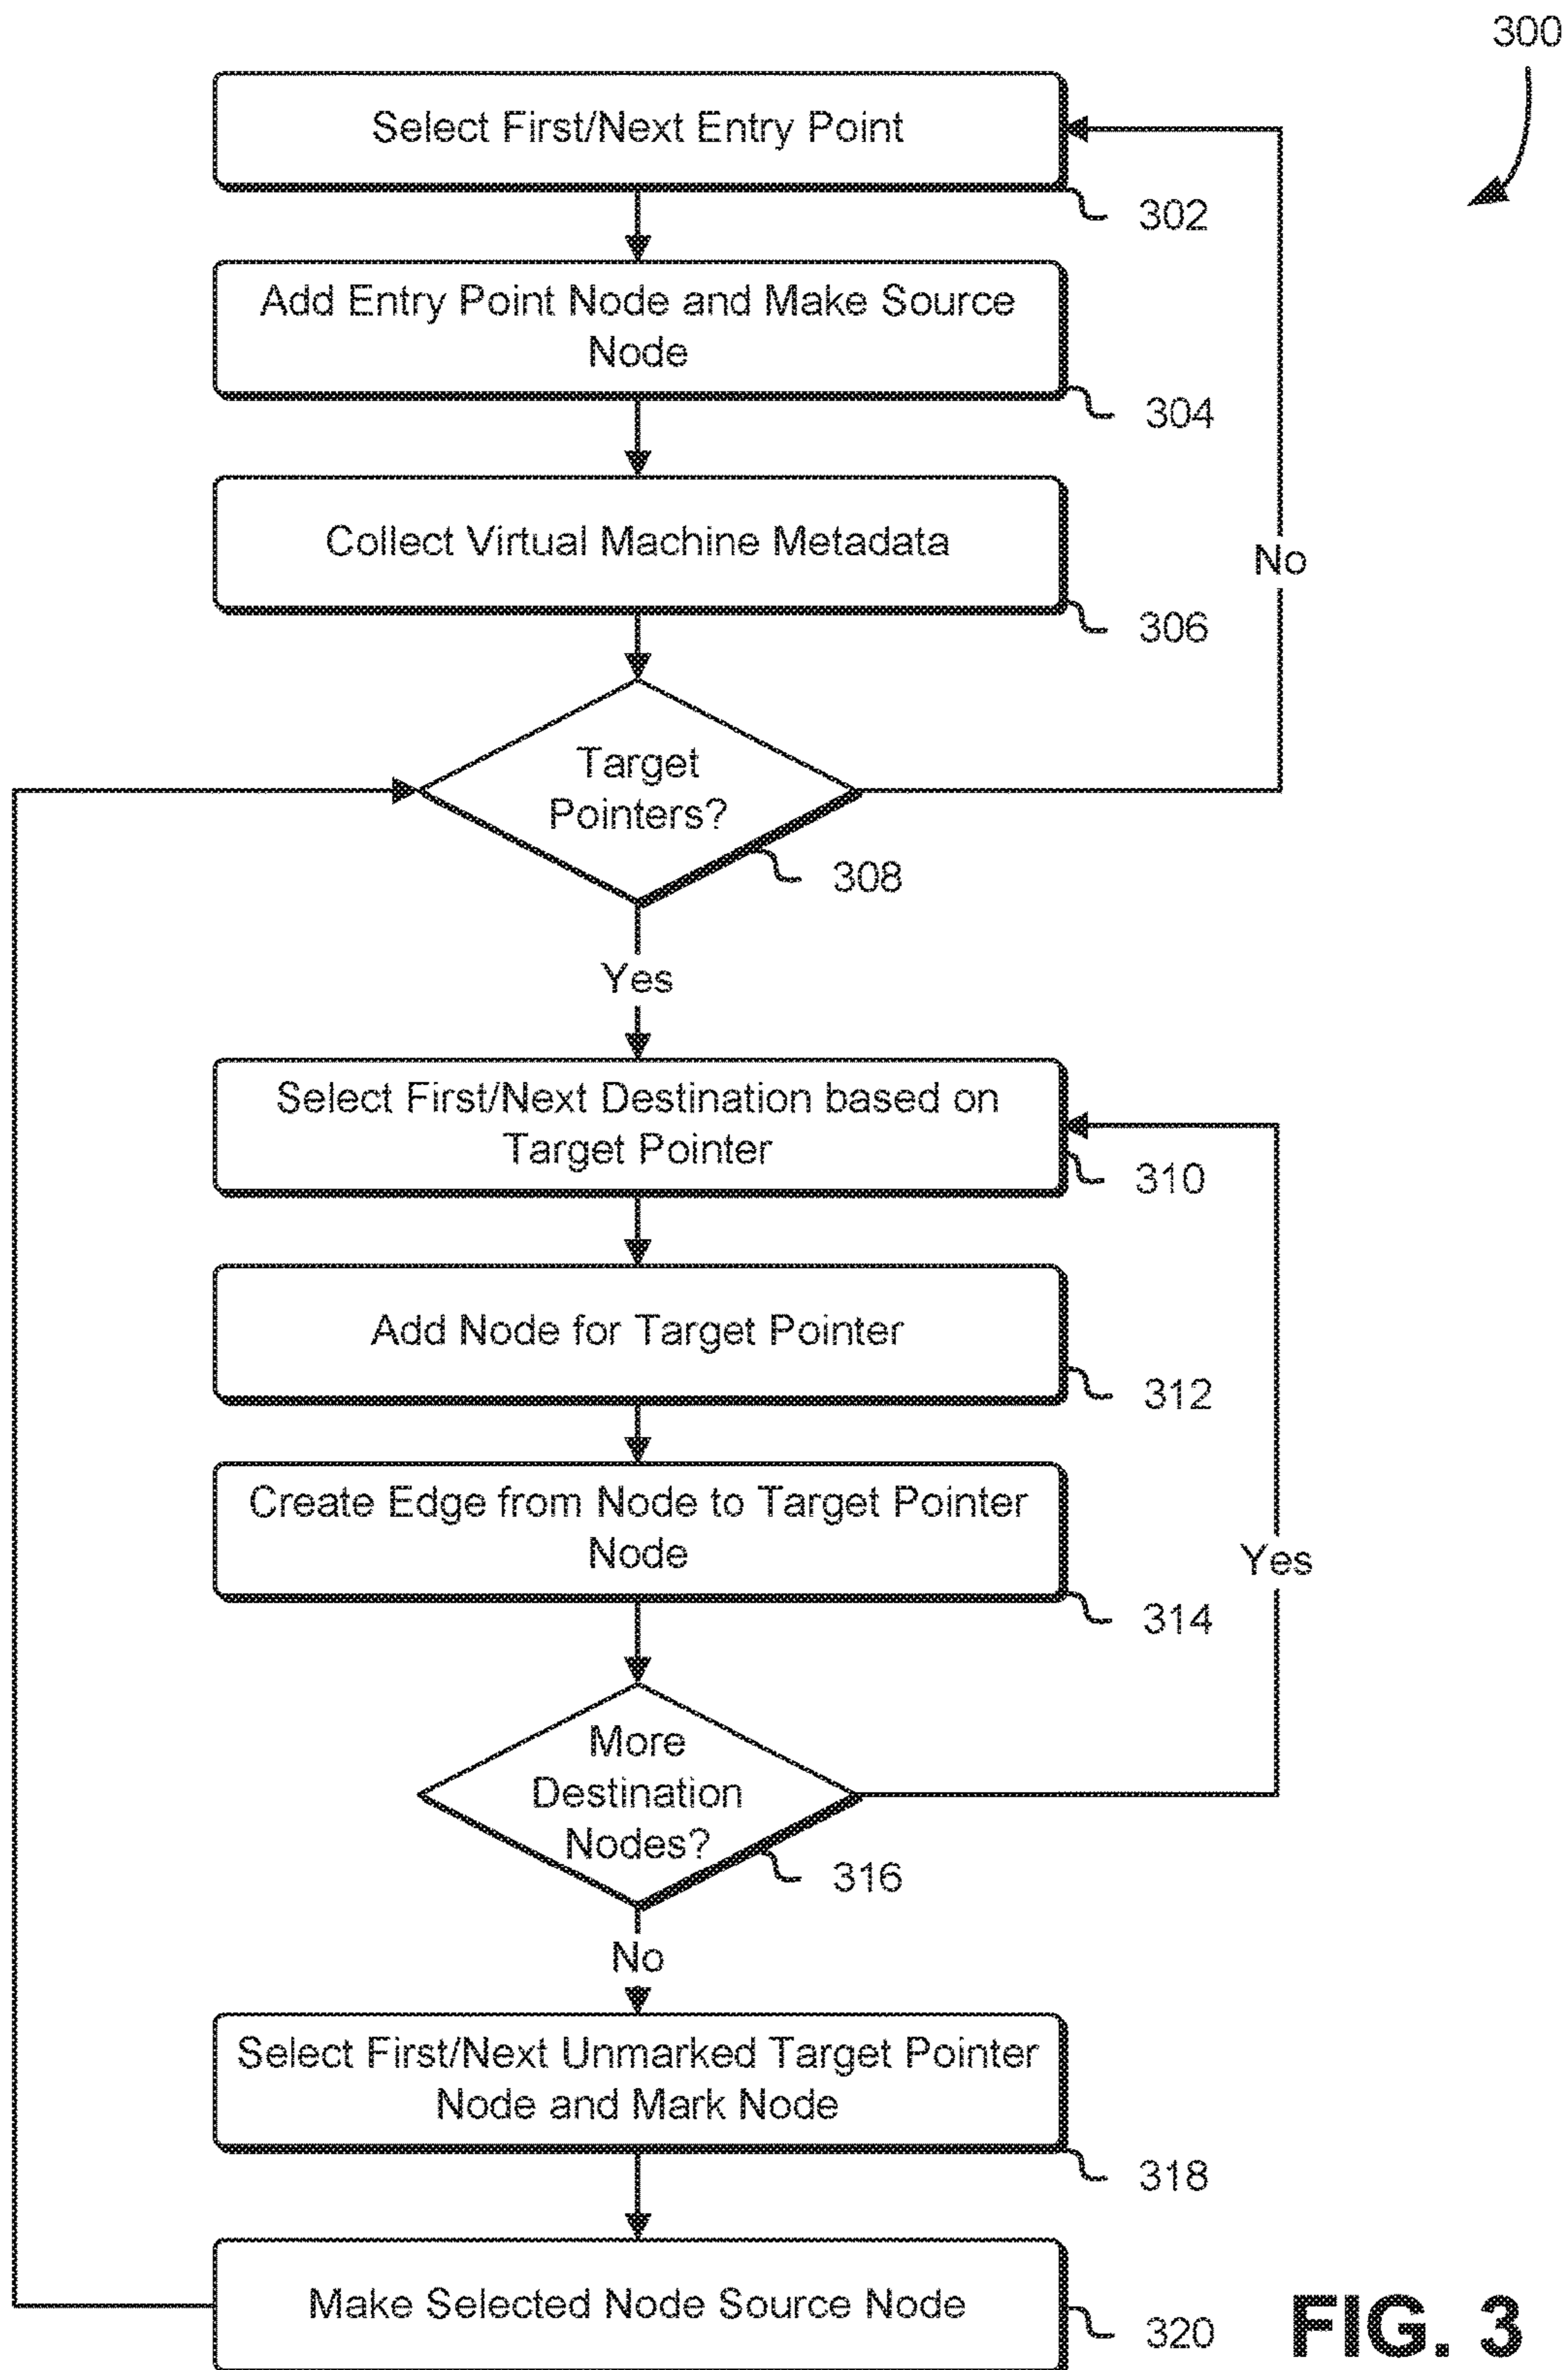 300
Select First/Next Entry Point
302
Add Entry Point Node and Make Source
Node
304
Collect Virtual Machine Metadata
306
No
Target
Pointers?
308
Yes
Select First/Next Destination based on
Target Pointer
310
Add Node for Target Pointer
312
Create Edge from Node to Target Pointer
Node
314
Yes
More
Destination
Nodes?
316
No
Select First/Next Unmarked Target Pointer
Node and Mark Node
318
Make Selected Node Source Node
320
FIG. 3